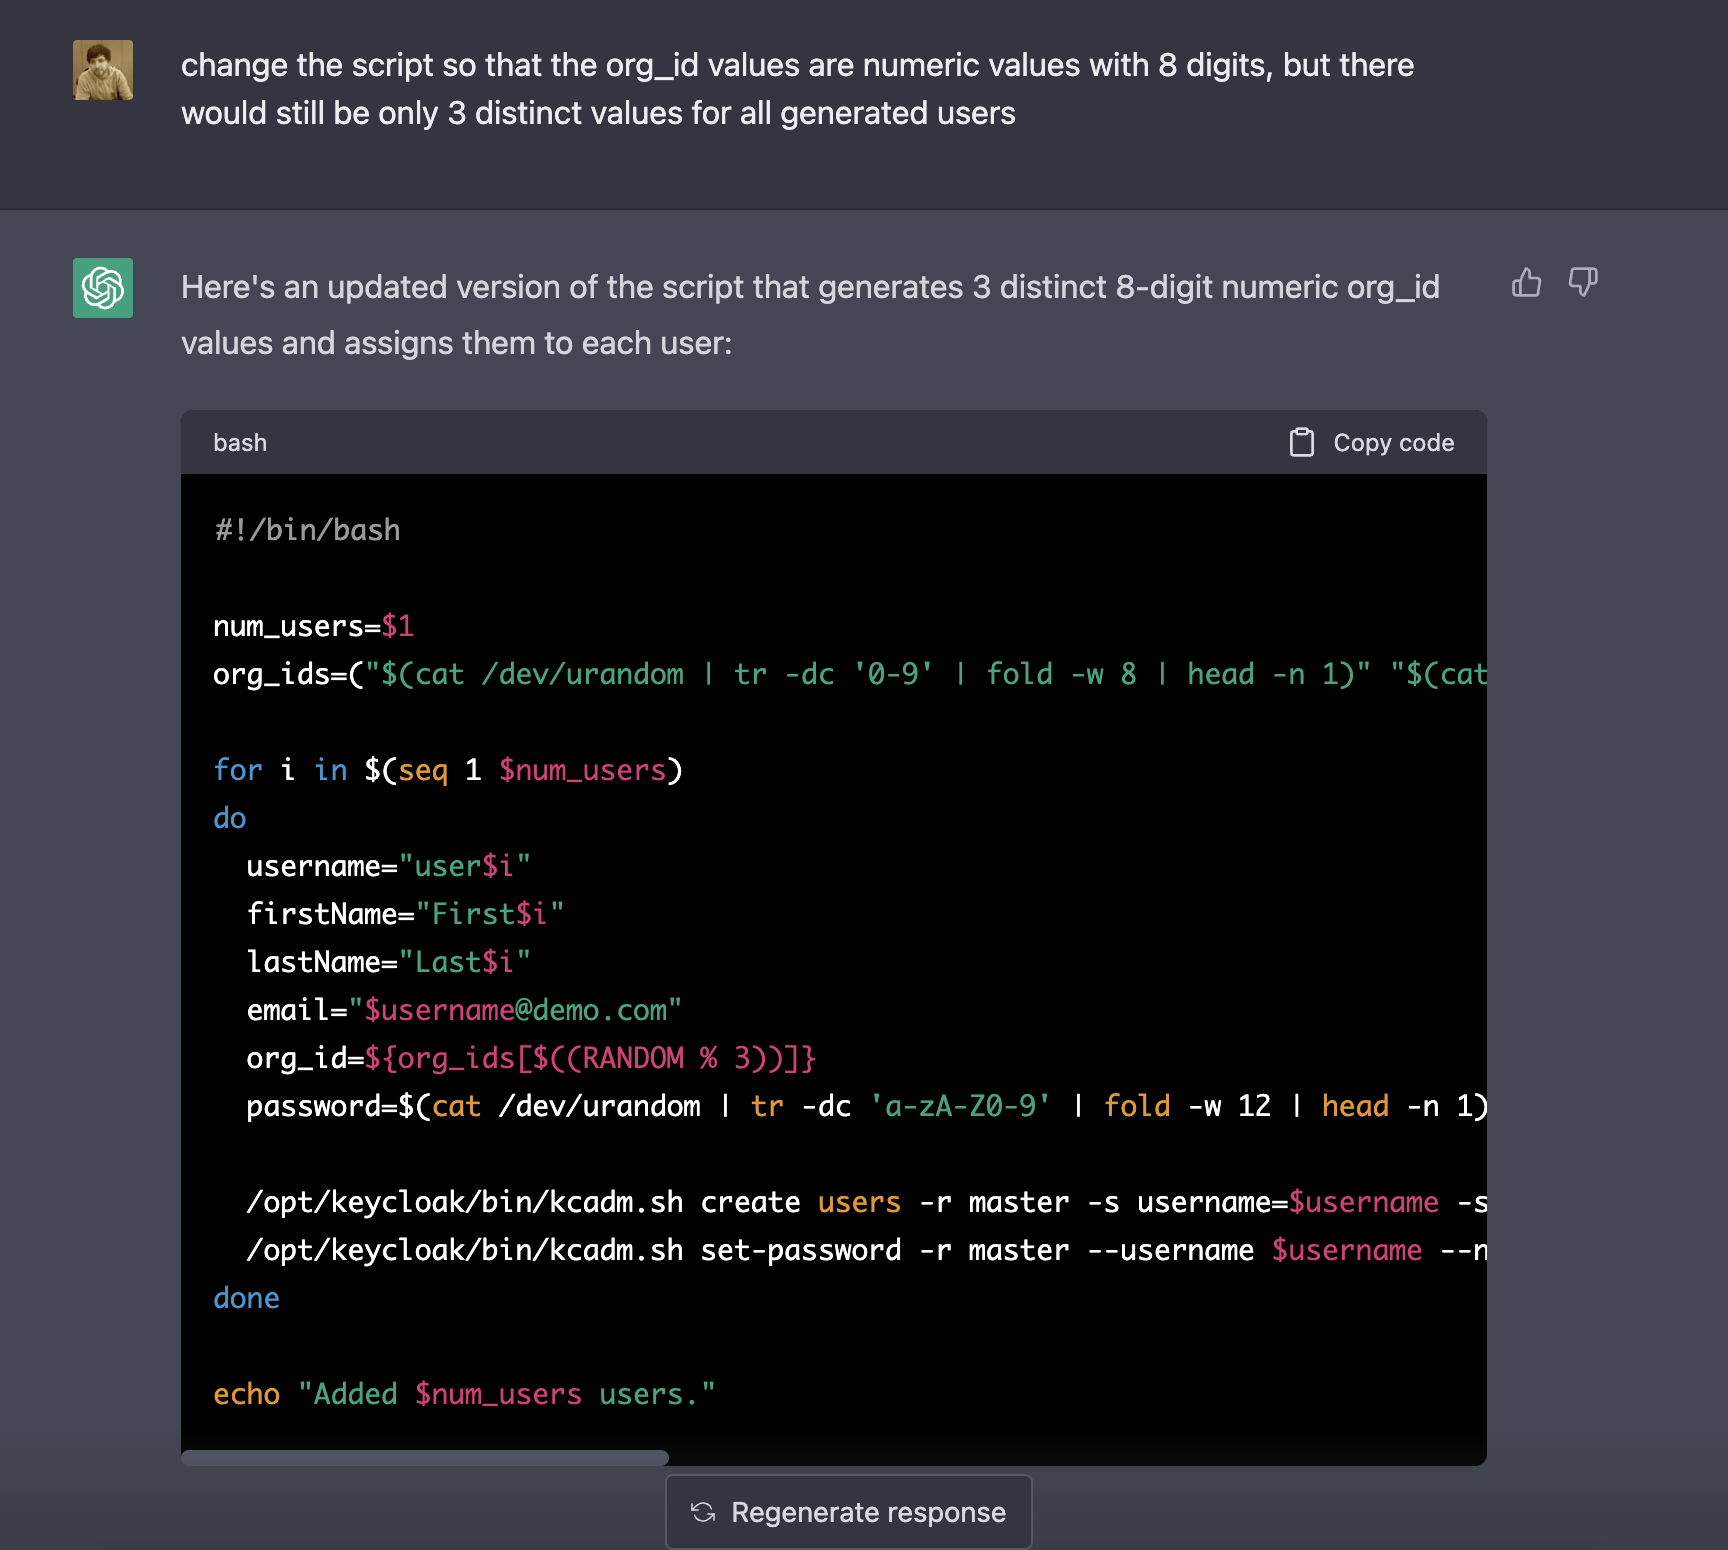 change the script so that the org_id values are numeric values with 8 digits, but there
would still be only 3 distinct values for all generated users
Here's an updated version of the script that generates 3 distinct 8-digit numeric org_id
values and assigns them to each user:
bash
Copy code
#!/bin/bash
num_users=$1
org_ids=("$(cat /dev/urandom | tr -dc '0-9' | fold -w 8 | head -n 1)" "$(cat
for i in $(seq 1 $num_users)
do
  username="user$i"
  firstName="First$i"
  lastName="Last$i"
  email="$username@demo.com"
  org_id=${org_ids[$((RANDOM % 3))]}
  password=$(cat /dev/urandom | tr -dc 'a-zA-Z0-9' | fold -w 12 | head -n 1)
  /opt/keycloak/bin/kcadm.sh create users -r master -s username=$username -s
  /opt/keycloak/bin/kcadm.sh set-password -r master --username $username --n
done
echo "Added $num_users users."
Regenerate response